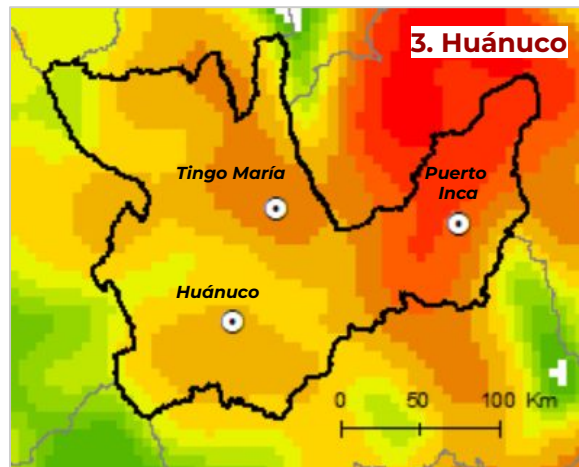 3. Huánuco
Tingo María
Puerto
Inca
Huánuco
0 50 100 Km